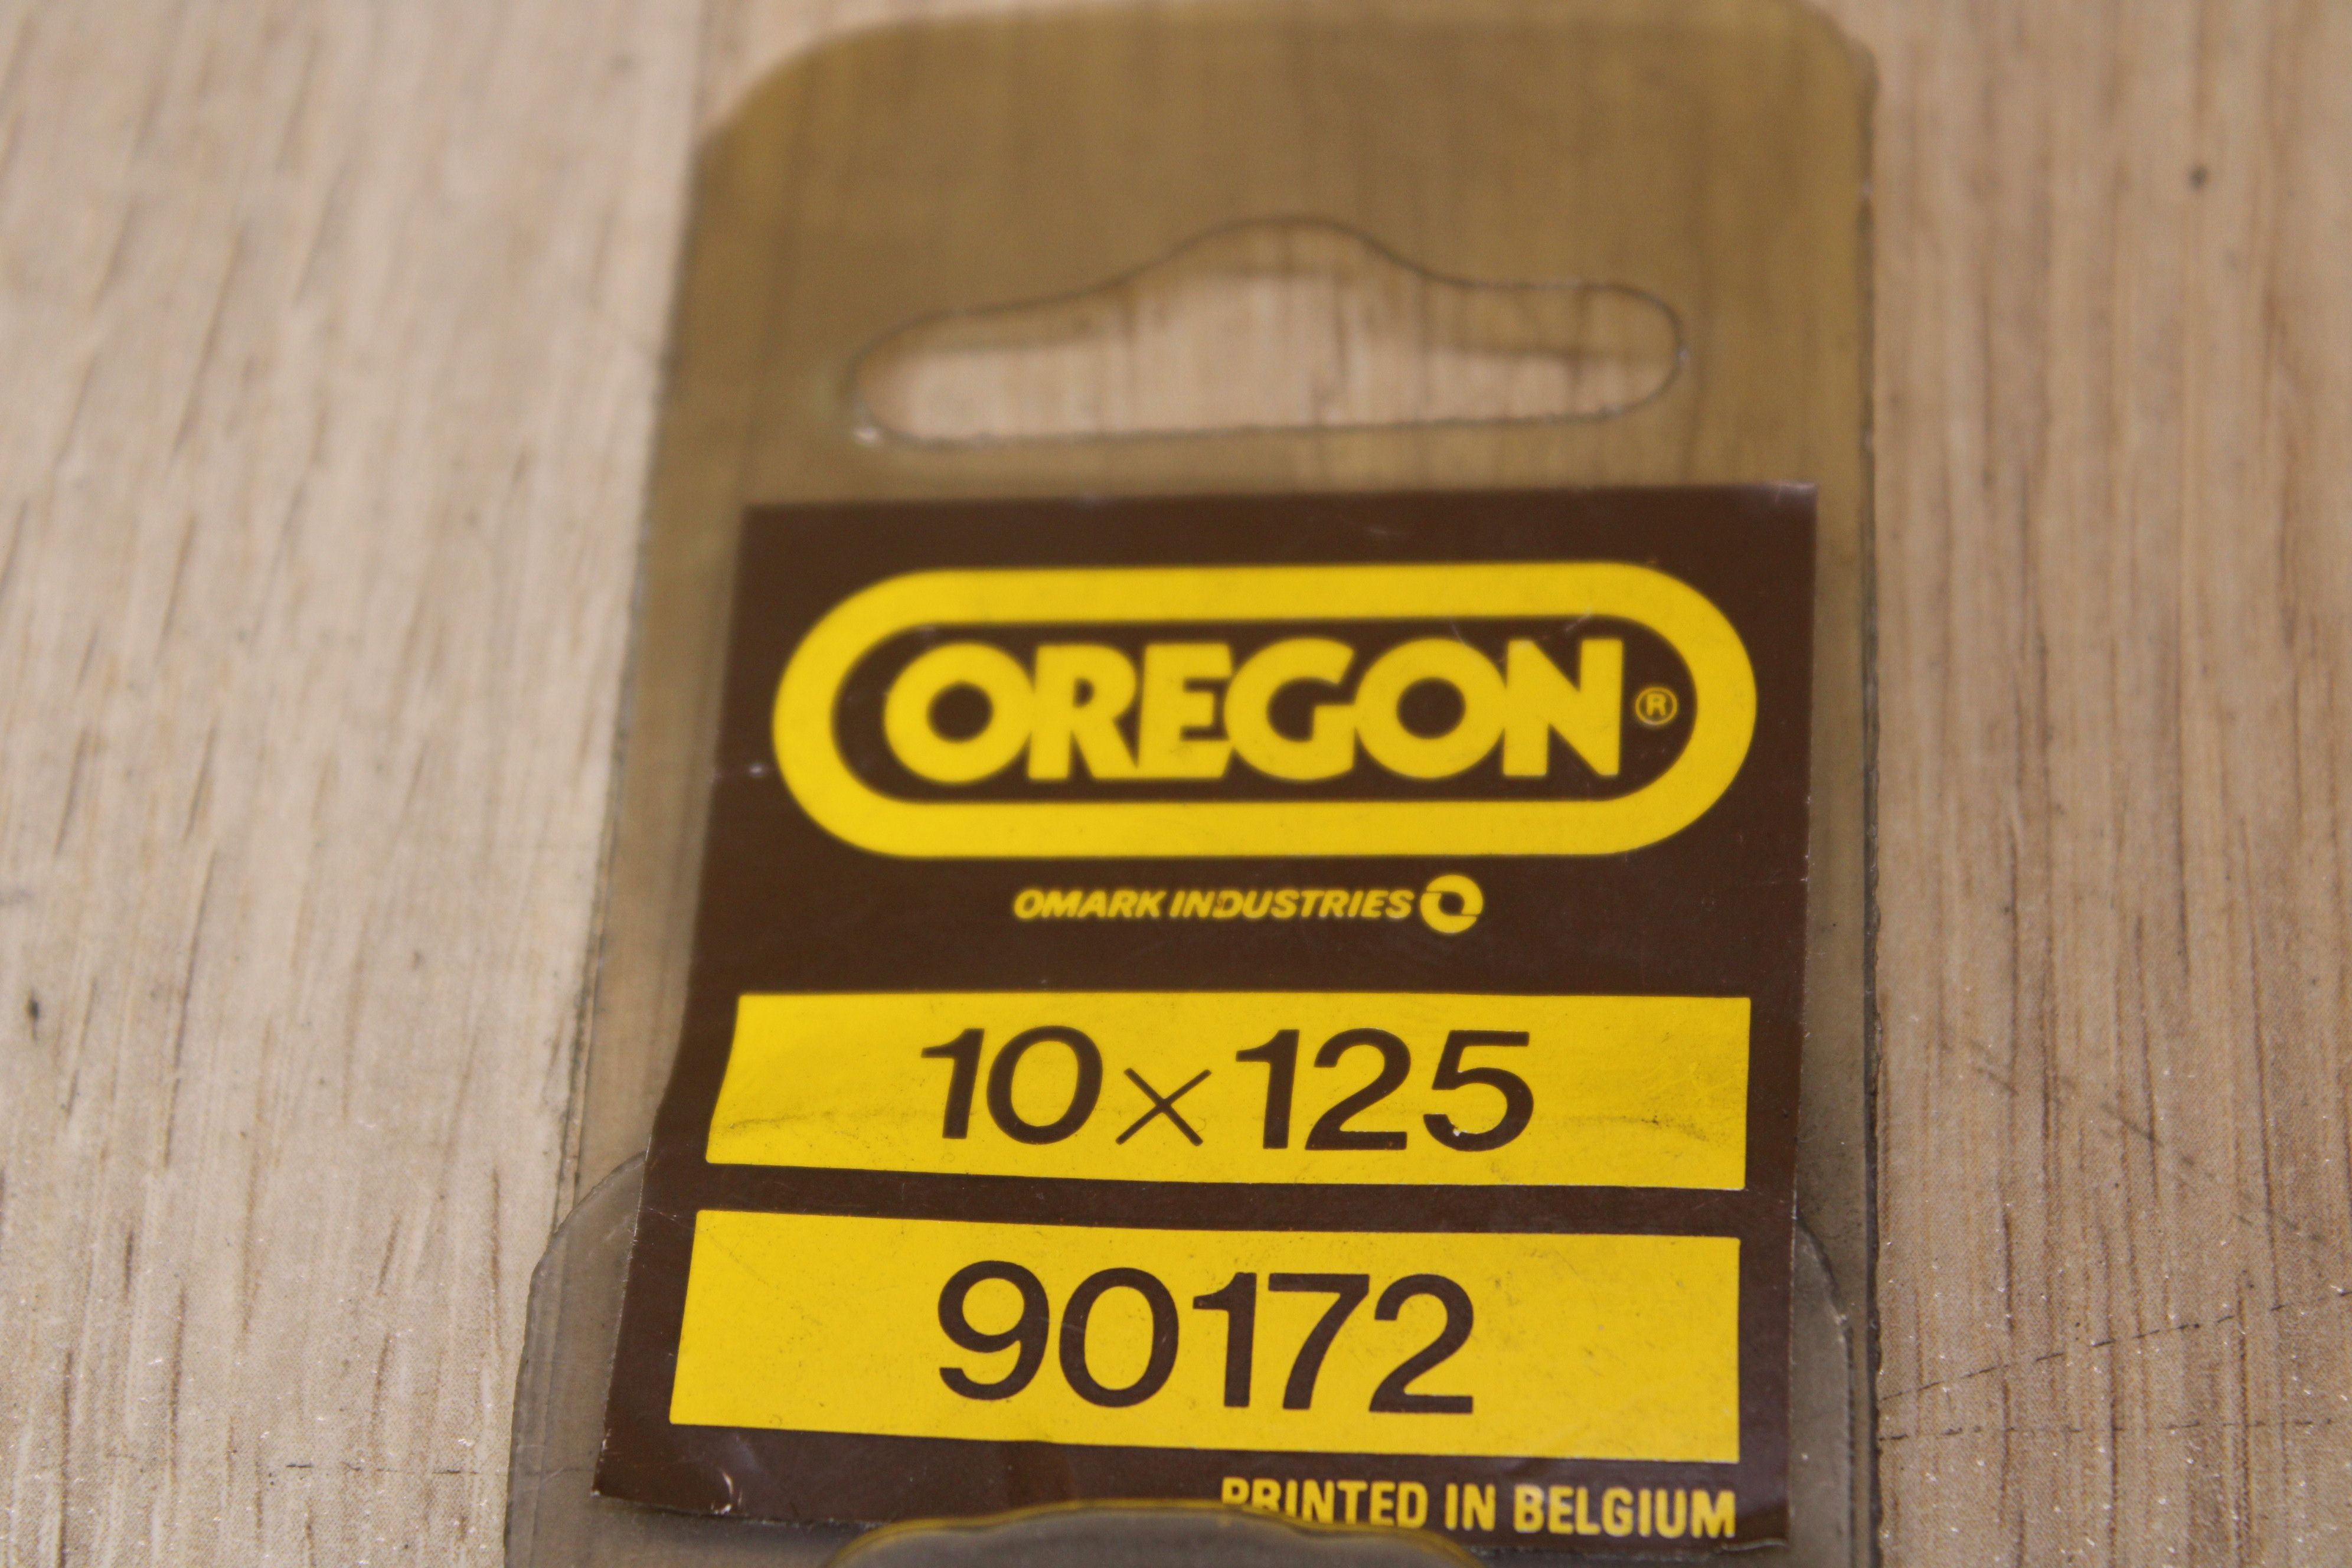 OREGON®
OMARK INDUSTRIES
10×125
90172
PRINTED IN BELGIUM